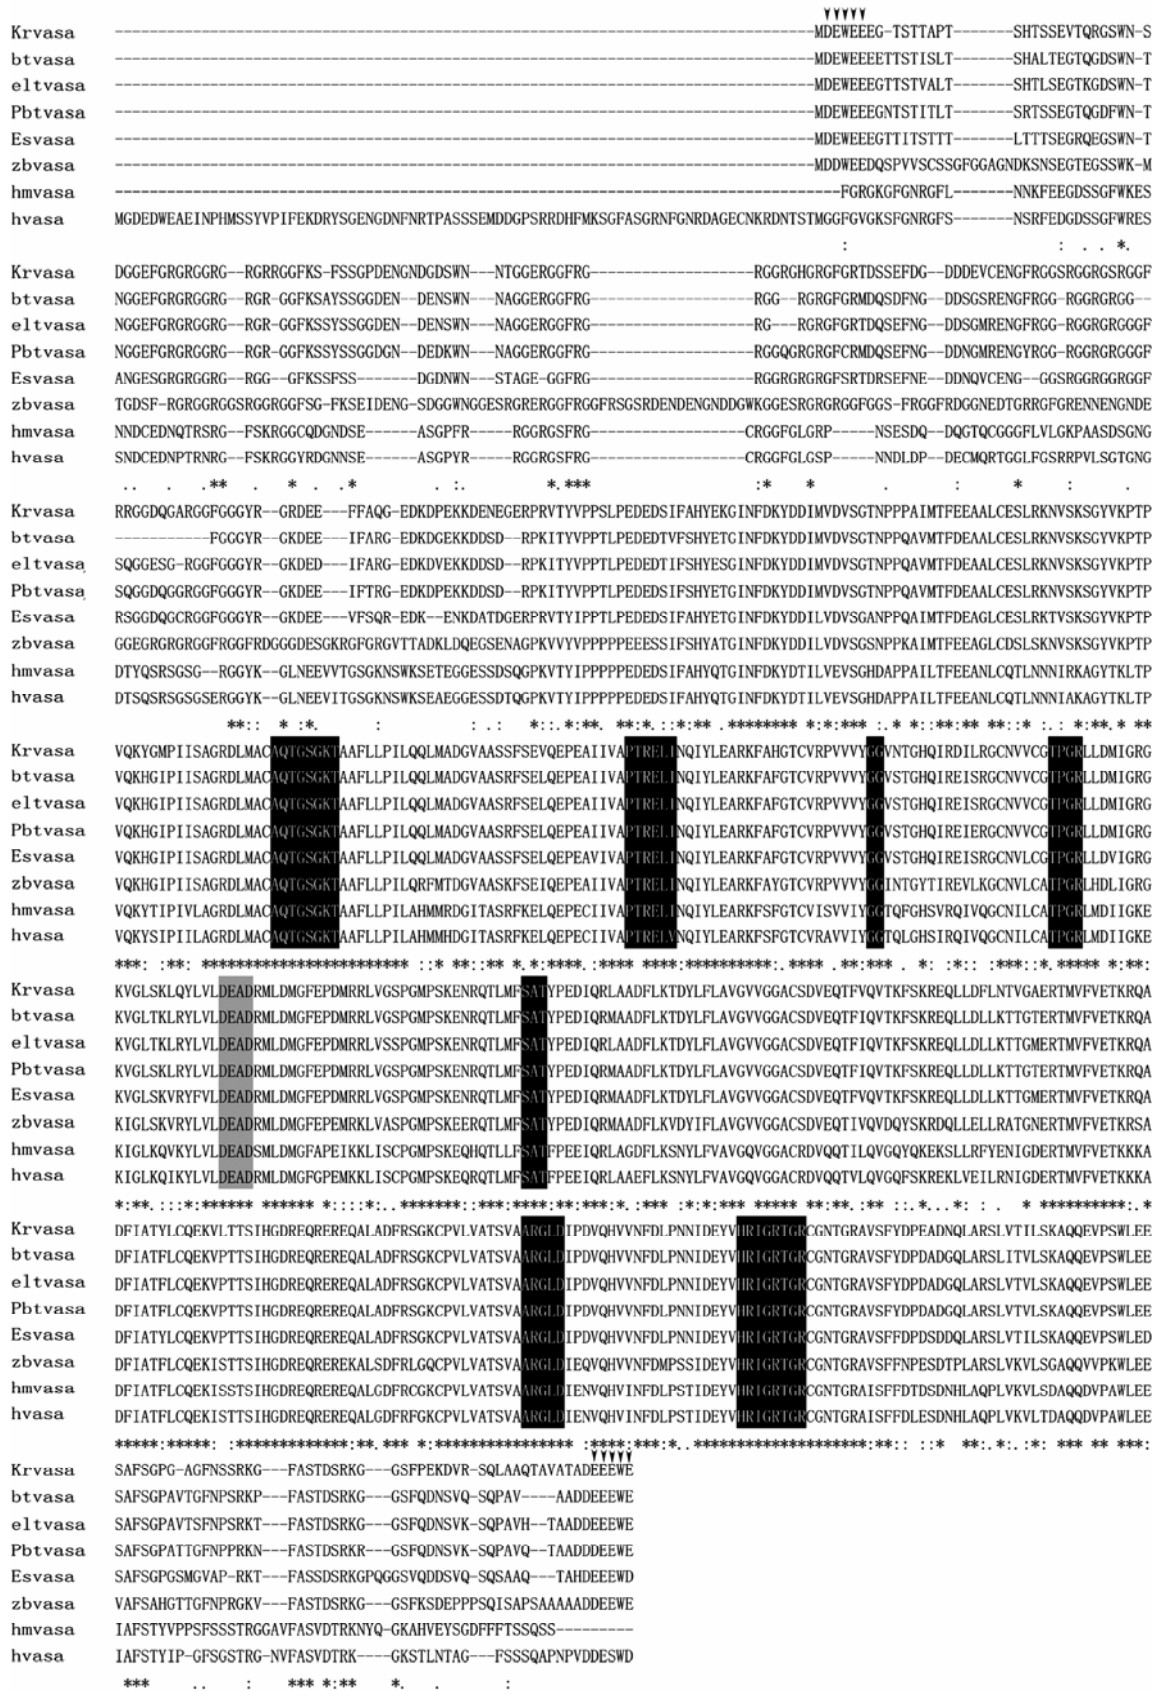 Krvasa --------------------------------------------------------------------------------MDEWEEEG-TSTTAPT-------SHTSSEVTQRGSWN-S
btvasa --------------------------------------------------------------------------------MDEWEEEETTSTISLT-------SHALTEGTQGDSWN-T
eltvasa --------------------------------------------------------------------------------MDEWEEEGTTSTVALT-------SHTLSEGTKGDSWN-T
Pbtvasa --------------------------------------------------------------------------------MDEWEEEGNTSTITLT-------SRTSSEGTQGDFWN-T
Esvasa --------------------------------------------------------------------------------MDEWEEEGTTITSTTT-------LTTTSEGRQEGSWN-T
zbvasa --------------------------------------------------------------------------------MDDWEEDQSPVVSCSSGFGGAGNDKSNSEGTEGSSWK-M
hmvasa -----------------------------------------------------------------------------------FGRGKGFGNRGFL-------NNKFEEGDSSGFWKES
hvasa MGDEDWEAEINPHMSSYVPIFEKDRYSGENGDNFNRTPASSSEMDDGPSRRDHFMKSGFASGRNFGNRDAGECNKRDNTSTMGGFGVGKSFGNRGFS-------NSRFEDGDSSGFWRES
: : . . *.
Krvasa DGGEFGRGRGGRG--RGRRGGFKS-FSSGPDENGNDGDSWN---NTGGERGGFRG-------------------RGGRGHGRGFGRTDSSEFDG--DDDEVCENGFRGGSRGGRGSRGGF
btvasa NGGEFGRGRGGRG--RGR-GGFKSAYSSGGDEN--DENSWN---NAGGERGGFRG-------------------RGG--RGRGFGRMDQSDFNG--DDSGSRENGFRGG--RGGRGRGG--
eltvasa NGGEFGRGRGGRG--RGR-GGFKSSYSSGGDEN--DENSWN---NAGGERGGFRG-------------------RG---RGRGFGRTDQSEFNG--DDSGMRENGFRGG--RGGRGRGGGF
Pbtvasa NGGEFGRGRGGRG--RGR-GGFKSSYSSGGDGN--DEDKWN---NAGGERGGFRG-------------------RGGQGRGRGFCRMDQSEFNG--DDNGMRENGYRGG--RGGRGRGGGF
Esvasa ANGESGRGRGGRG--RGG--GFKSSFSS-------DGDNWN---STAGE-GGFRG-------------------RGGRGRGRGFSRTDRSEFNE--DDNQVCENG---GGSRGGRGGRGGF
zbvasa TGDSF-RGRGGRGGSRGGRGGFSG-FKSEIDENG-SDGGWNGGESRGRERGGFRGGFRSGSRDENDENGNDDGWKGGESRGRGRGGFGGS-FRGGFRDGGNEDTGRRGFGRENNENGNDE
hmvasa NNDCEDNQTRSRG--FSKRGGCQDGNDSE------ASGPFR-----RGGRGSFRG------------------CRGGFGLGRP-----NSESDQ--DQGTQCGGGFLVLGKPAASDSGNG
hvasa SNDCEDNPTRNRG--FSKRGGYRDGNNSE------ASGPYR-----RGGRGSFRG------------------CRGGFGLGSP-----NNDLDP--DECMQRTGGLFGSRRPVLSGTGNG
.. . .** . * . . * . :. *.*** :* * . : * : . .
Krvasa RRGGDQGARGGFGGGYR--GRDEE---FFAQG-EDKDPEKKDENEGERPRVTYVPPSLPEDEDSIFAHYEKGINFDKYDDIMVDVSGTNPPPAIMTFEEAALCESLRKNVSKSGYVKPTP
btvasa -----------FGGGYR--GKDEE---IFARG-EDKDGEKKDDSD--RPKITYVPPTLPEDEDTVFSHYETGINFDKYDDIMVDVSGTNPPQAVMTFDEAALCESLRKNVSKSGYVKPTP
eltvasa SQGGESG-RGGFGGGYR--GKDED---IFARG-EDKDVEKKDDSD--RPKITYVPPTLPEDEDTIFSHYESGINFDKYDDIMVDVSGTNPPQAVMTFDEAALCESLRKNVSKSGYVKPTP
Pbtvasa SQGGDQGGRGGFGGGYR--GKDEE---IFTRG-EDKDPEKKDDSD--RPKITYVPPTLPEDEDSIFSHYETGINFDKYDDIMVDVSGTNPPQAVMTFDEAALCESLRKNVSKSGYVKPTP
Esvasa RSGGDQGCRGGFGGGYR--GKDEE---VFSQR-EDK--ENKDATDGERPRVTYIPPTLPEDEDSIFAHYETGINFDKYDDILVDVSGANPPQAIMTFDEAGLCESLRKTVSKSGYVKPTP
zbvasa GGEGRGRGRGGFRGGFRDGGGDESGKRGFGRGVTTADKLDQEGSENAGPKVVYVPPPPPEEESSIFSHYATGINFDKYDDILVDVSGSNPPKAIMTFEEAGLCDSLSKNVSKSGYVKPTP
hmvasa DTYQSRSGSG--RGGYK--GLNEEVVTGSGKNSWKSETEGGESSDSQGPKVTYIPPPPPEDEDSIFAHYQTGINFDKYDTILVEVSGHDAPPAILTFEEANLCQTLNNNIRKAGYTKLTP
hvasa DTSQSRSGSGSERGGYK--GLNEEVITGSGKNSWKSEAEGGESSDTQGPKVTYIPPPPPEDEDSIFAHYQTGINFDKYDTILVEVSGHDAPPAILTFEEANLCQTLNNNIAKAGYTKLTP
**:: * :*. : : . : *::.*:**. **:*:.::*:** ******** *:*:*** :.* *::**:** **::* :.: *:**.* **
Krvasa VQKYGMPIISAGRDLMACAQTGSGKTAAFLLPILQQLMADGVAASSFSEVQEPEAIIVAPTRELINQIYLEARKFAHGTCVRPVVVYGGVNTGHQIRDILRGCNVVCGTPGRLLDMIGRG
btvasa VQKHGIPIISAGRDLMACAQTGSGKTAAFLLPILQQLMADGVAASRFSELQEPEAIIVAPTRELINQIYLEARKFAFGTCVRPVVVYGGVSTGHQIREISRGCNVVCGTPGRLLDMIGRG
eltvasa VQKHGIPIISAGRDLMACAQTGSGKTAAFLLPILQQLMADGVAASRFSELQEPEAIIVAPTRELINQIYLEARKFAFGTCVRPVVVYGGVSTGHQIREISRGCNVVCGTPGRLLDMIGRG
Pbtvasa VQKHGIPIISAGRDLMACAQTGSGKTAAFLLPILQQLMADGVAASRFSELQEPEAIIVAPTRELINQIYLEARKFAFGTCVRPVVVYGGVSTGHQIREIERGCNVVCGTPGRLLDMIGRG
Esvasa VQKHGIPIISAGRDLMACAQTGSGKTAAFLLPILQQLMADGVAASSFSELQEPEAVIVAPTRELINQIYLEARKFAFGTCVRPVVVYGGVSTGHQIREISRGCNVLCGTPGRLLDVIGRG
zbvasa VQKHGIPIISAGRDLMACAQTGSGKTAAFLLPILQRFMTDGVAASKFSEIQEPEAIIVAPTRELINQIYLEARKFAYGTCVRPVVVYGGINTGYTIREVLKGCNVLCATPGRLHDLIGRG
hmvasa VQKYTIPIVLAGRDLMACAQTGSGKTAAFLLPILAHMMRDGITASRFKELQEPECIIVAPTRELINQIYLEARKFSFGTCVISVVIYGGTQFGHSVRQIVQGCNILCATPGRLMDIIGKE
hvasa VQKYSIPIILAGRDLMACAQTGSGKTAAFLLPILAHMMHDGITASRFKELQEPECIIVAPTRELVNQIYLEARKFSFGTCVRAVVIYGGTQLGHSIRQIVQGCNILCATPGRLMDIIGKE
***: :**: ************************ ::* **::** *.*:****.:********:**********: **** .**:*** . *: :*:: :***::*.***** *:**:
Krvasa KVGLSKLQYLVLDEADRMLDMGFEPDMRRLVGSPGMPSKENRQTLMFSATYPEDIQRLAADFLKTDYLFLAVGVVGGACSDVEQTFVQVTKFSKREQLLDFLNTVGAERTMVFVETKRQA
btvasa KVGLTKLRYLVLDEADRMLDMGFEPDMRRLVGSPGMPSKENRQTLMFSATYPEDIQRMAADFLKTDYLFLAVGVVGGACSDVEQTFIQVTKFSKREQLLDLLKTTGTERTMVFVETKRQA
eltvasa KVGLTKLRYLVLDEADRMLDMGFEPDMRRLVSSPGMPSKENRQTLMFSATYPEDIQRLAADFLKTDYLFLAVGVVGGACSDVEQTFIQVTKFSKREQLLDLLKTTGMERTMVFVETKRQA
Pbtvasa KVGLSKLRYLVLDEADRMLDMGFEPDMRRLVGSPGMPSKENRQTLMFSATYPEDIQRMAADFLKTDYLFLAVGVVGGACSDVEQTFIQVTKFSKREQLLDLLKTTGTERTMVFVETKRQA
Esvasa KVGLSKVRYFVLDEADRMLDMGFEPDMRRLVGSPGMPSKENRQTLMFSATYPEDIQRLAADFLKTDYLFLAVGVVGGACSDVEQTFVQVTKFSKREQLLDLLKTTGMERTMVFVETKRQA
zbvasa KIGLSKVRYLVLDEADRMLDMGFEPEMRKLVASPGMPSKEERQTLMFSATYPEDIQRMAADFLKVDYIFLAVGVVGGACSDVEQTIVQVDQYSKRDQLLELLRATGNERTMVFVETKRSA
hmvasa KIGLKQVKYLVLDEADSMLDMGFAPEIKKLISCPGMPSKEQHQTLLFSATFPEEIQRLAGDFLKSNYLFVAVGQVGGACRDVQQTILQVGQYQKEKSLLRFYENIGDERTMVFVETKKKA
hvasa KIGLKQIKYLVLDEADRMLDMGFGPEMKKLISCPGMPSKEQRQTLMFSATFPEEIQRLAAEFLKSNYLFVAVGQVGGACRDVQQTVLQVGQFSKREKLVEILRNIGDERTMVFVETKKKA
*:**.:::*:****** ****** *::::*:..*******::***:****:**:***:*.:*** :*:*:*** ***** **:**.:** ::.*...*: : . * **********:.*
Krvasa DFIATYLCQEKVLTTSIHGDREQREREQALADFRSGKCPVLVATSVAARGLDIPDVQHVVNFDLPNNIDEYVHRIGRTGRCGNTGRAVSFYDPEADNQLARSLVTILSKAQQEVPSWLEE
btvasa DFIATFLCQEKVPTTSIHGDREQREREQALADFRSGKCPVLVATSVAARGLDIPDVQHVVNFDLPNNIDEYVHRIGRTGRCGNTGRAVSFYDPDADGQLARSLITVLSKAQQEVPSWLEE
eltvasa DFIATFLCQEKVPTTSIHGDREQREREQALADFRSGKCPVLVATSVAARGLDIPDVQHVVNFDLPNNIDEYVHRIGRTGRCGNTGRAVSFYDPDADGQLARSLVTVLSKAQQEVPSWLEE
Pbtvasa DFIATFLCQEKVPTTSIHGDREQREREQALADFRSGKCPVLVATSVAARGLDIPDVQHVVNFDLPNNIDEYVHRIGRTGRCGNTGRAVSFYDPDADGQLARSLVTVLSKAQQEVPSWLEE
Esvasa DFIATYLCQEKVPTTSIHGDREQREREQALADFRSGKCPVLVATSVAARGLDIPDVQHVVNFDLPNNIDEYVHRIGRTGRCGNTGRAVSFFDPDSDDQLARSLVTILSKAQQEVPSWLED
zbvasa DFIATFLCQEKISTTSIHGDREQREREKALSDFRLGQCPVLVATSVAARGLDIEQVQHVVNFDMPSSIDEYVHRIGRTGRCGNTGRAVSFFNPESDTPLARSLVKVLSGAQQVVPKWLEE
hmvasa DFIATFLCQEKISSTSIHGDREQREREQALGDFRCGKCPVLVATSVAARGLDIENVQHVINFDLPSTIDEYVHRIGRTGRCGNTGRAISFFDTDSDNHLAQPLVKVLSDAQQDVPAWLEE
hvasa DFIATFLCQEKISTTSIHGDREQREREQALGDFRFGKCPVLVATSVAARGLDIENVQHVINFDLPSTIDEYVHRIGRTGRCGNTGRAISFFDLESDNHLAQPLVKVLTDAQQDVPAWLEE
*****:*****: :*************:**.*** *:**************** :****:***:*..********************:**:: ::* **:.*:.:*: *** ** ***:
Krvasa SAFSGPG-AGFNSSRKG---FASTDSRKG---GSFPEKDVR-SQLAAQTAVATADEEEWE
btvasa SAFSGPAVTGFNPSRKP---FASTDSRKG---GSFQDNSVQ-SQPAV----AADDEEEWE
eltvasa SAFSGPAVTSFNPSRKT---FASTDSRKG---GSFQDNSVK-SQPAVH--TAADDEEEWE
Pbtvasa SAFSGPATTGFNPPRKN---FASTDSRKR---GSFQDNSVK-SQPAVQ--TAADDDEEWE
Esvasa SAFSGPGSMGVAP-RKT---FASSDSRKGPQGGSVQDDSVQ-SQSAAQ--TAHDEEEWD
zbvasa VAFSAHGTTGFNPRGKV---FASTDSRKG---GSFKSDEPPPSQISAPSAAAAADDEEWE
hmvasa IAFSTYVPPSFSSSTRGGAVFASVDTRKNYQ-GKAHVEYSGDFFFTSSQSS---------
hvasa IAFSTYIP-GFSGSTRG-NVFASVDTRK----GKSTLNTAG---FSSSQAPNPVDDESWD
*** .. : *** *:** *. . :